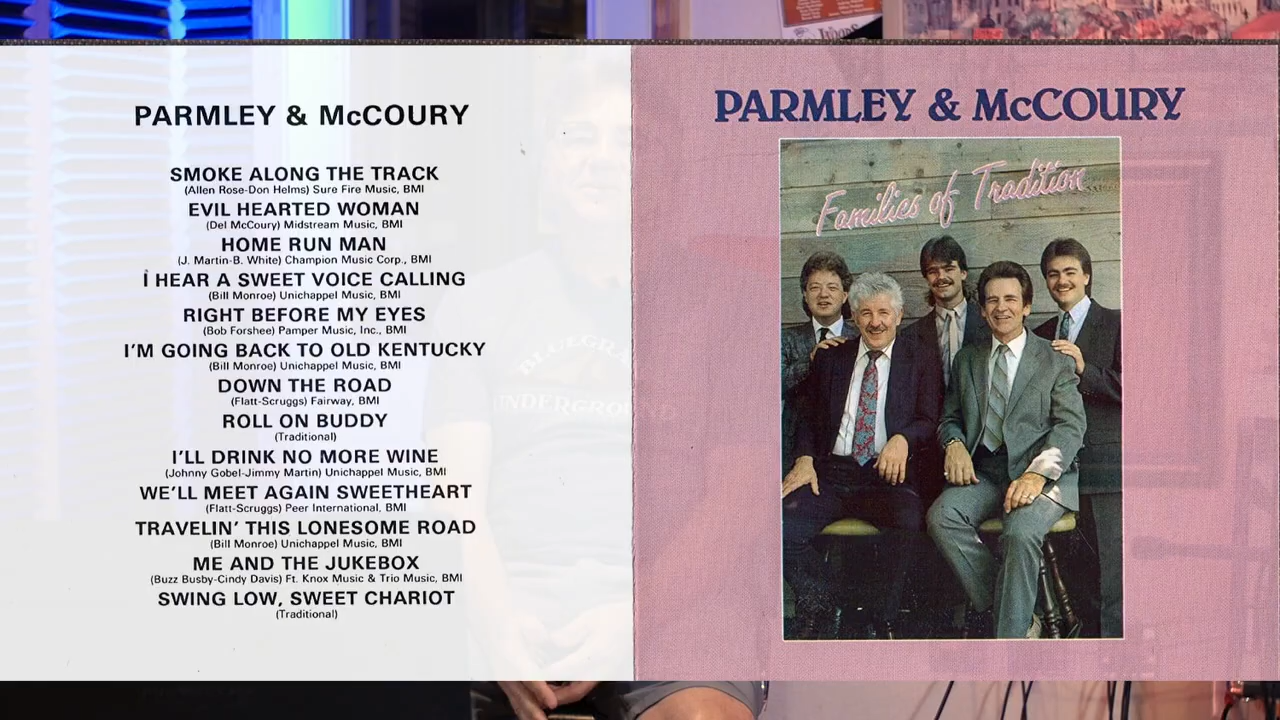 PARMLEY & McCOURY
SMOKE ALONG THE TRACK
(Allen Rose-Don Helms) Sure Fire Music, BMI
EVIL HEARTED WOMAN
(Del McCoury) Midstream Music, BMI
HOME RUN MAN
(J. Martin-B. White) Champion Music Corp., BMI
I HEAR A SWEET VOICE CALLING
(Bill Monroe) Unichappel Music, BMI
RIGHT BEFORE MY EYES
(Bob Forshee) Pamper Music, Inc., BMI
I'M GOING BACK TO OLD KENTUCKY
(Bill Monroe) Unichappel Music, BMI
DOWN THE ROAD
(Flatt-Scruggs) Fairway, BMI
ROLL ON BUDDY
(Traditional)
I'LL DRINK NO MORE WINE
(Johnny Gobel-Jimmy Martin) Unichappel Music, BMI
WE'LL MEET AGAIN SWEETHEART
(Flatt-Scruggs) Peer International, BMI
TRAVELIN' THIS LONESOME ROAD
(Bill Monroe) Unichappel Music, BMI
ME AND THE JUKEBOX
(Buzz Busby-Cindy Davis) Ft. Knox Music & Trio Music, BMI
SWING LOW, SWEET CHARIOT
(Traditional)
PARMLEY & McCOURY
Families of Tradition
UNDERGROUND